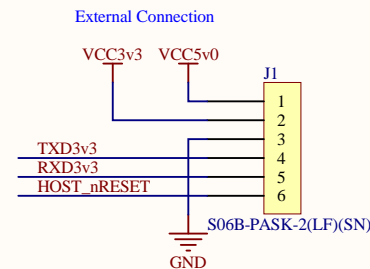 External Connection
VCC3v3
VCC5v0
J1
1
2
3
TXD3v3
4
RXD3v3
5
HOST_nRESET
6
S06B-PASK-2(LF)(SN)
GND